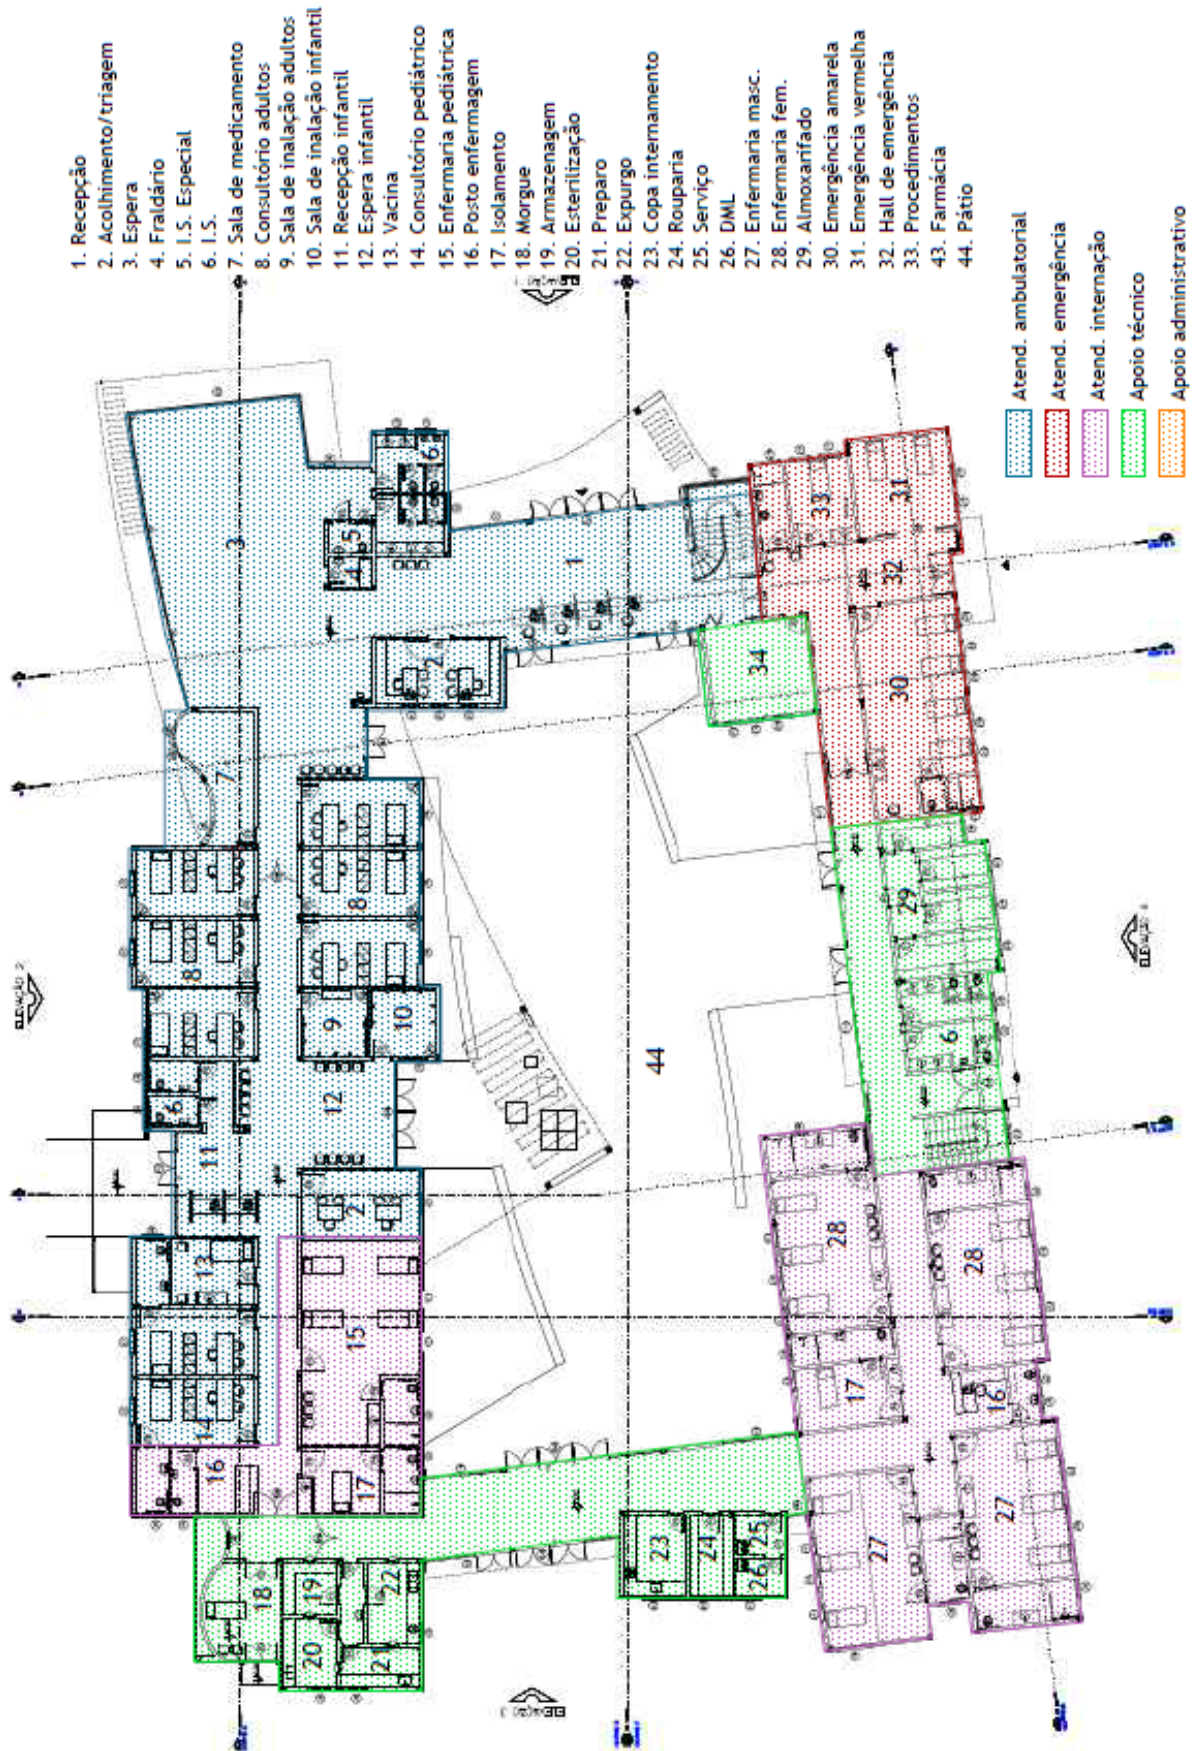 1. Recepção
2. Acolhimento/triagem
3. Espera
4. Fraldário
5. I.S. Especial
6. I.S.
7. Sala de medicamento
8. Consultório adultos
9. Sala de inalação adultos
10. Sala de inalação infantil
11. Recepção infantil
12. Espera infantil
13. Vacina
14. Consultório pediátrico
15. Enfermaria pediátrica
16. Posto enfermagem
17. Isolamento
18. Morgue
19. Armazenagem
20. Esterilização
21. Preparo
22. Expurgo
23. Copa internamento
24. Rouparia
25. Serviço
26. DML
27. Enfermaria masc.
28. Enfermaria fem.
29. Almoxarifado
30. Emergência amarela
31. Emergência vermelha
32. Hall de emergência
33. Procedimentos
43. Farmácia
44. Pátio
Atend. ambulatorial
Atend. emergência
Atend. internação
Apoio técnico
Apoio administrativo
3
6
5
4
1
2
7
8
8
9
10
6
12
11
2
13
15
14
16
17
18
19
22
20
21
23
24
25
26
44
33
31
32
34
30
29
6
28
28
17
16
27
27
ELEVAÇÃO 2